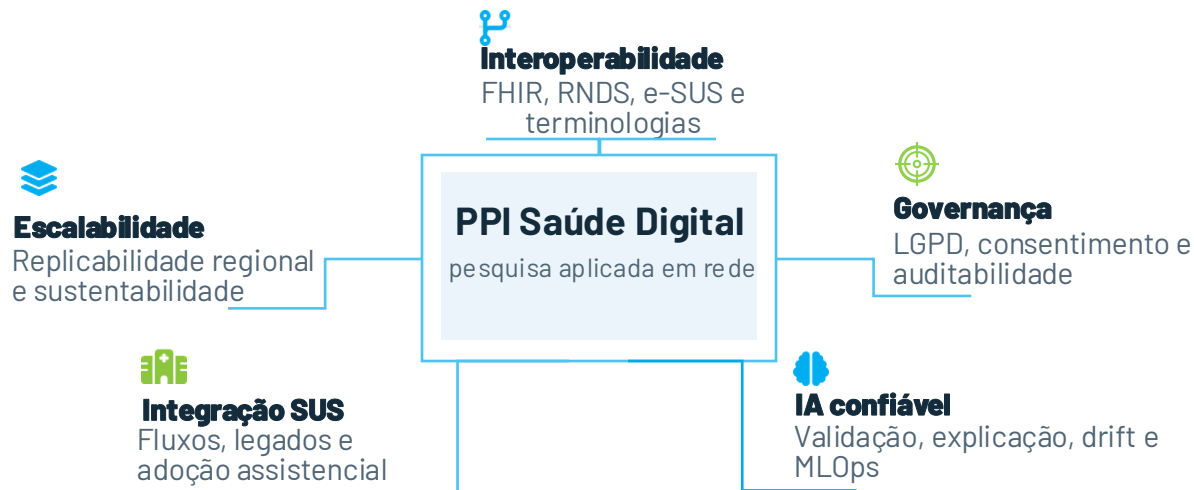 Interoperabilidade
FHIR, RNDS, e-SUS e
terminologias
Escalabilidade
Replicabilidade regional
e sustentabilidade
PPI Saúde Digital
pesquisa aplicada em rede
Governança
LGPD, consentimento e
auditabilidade
Integração SUS
Fluxos, legados e
adoção assistencial
IA confiável
Validação, explicação, drift e
MLOps